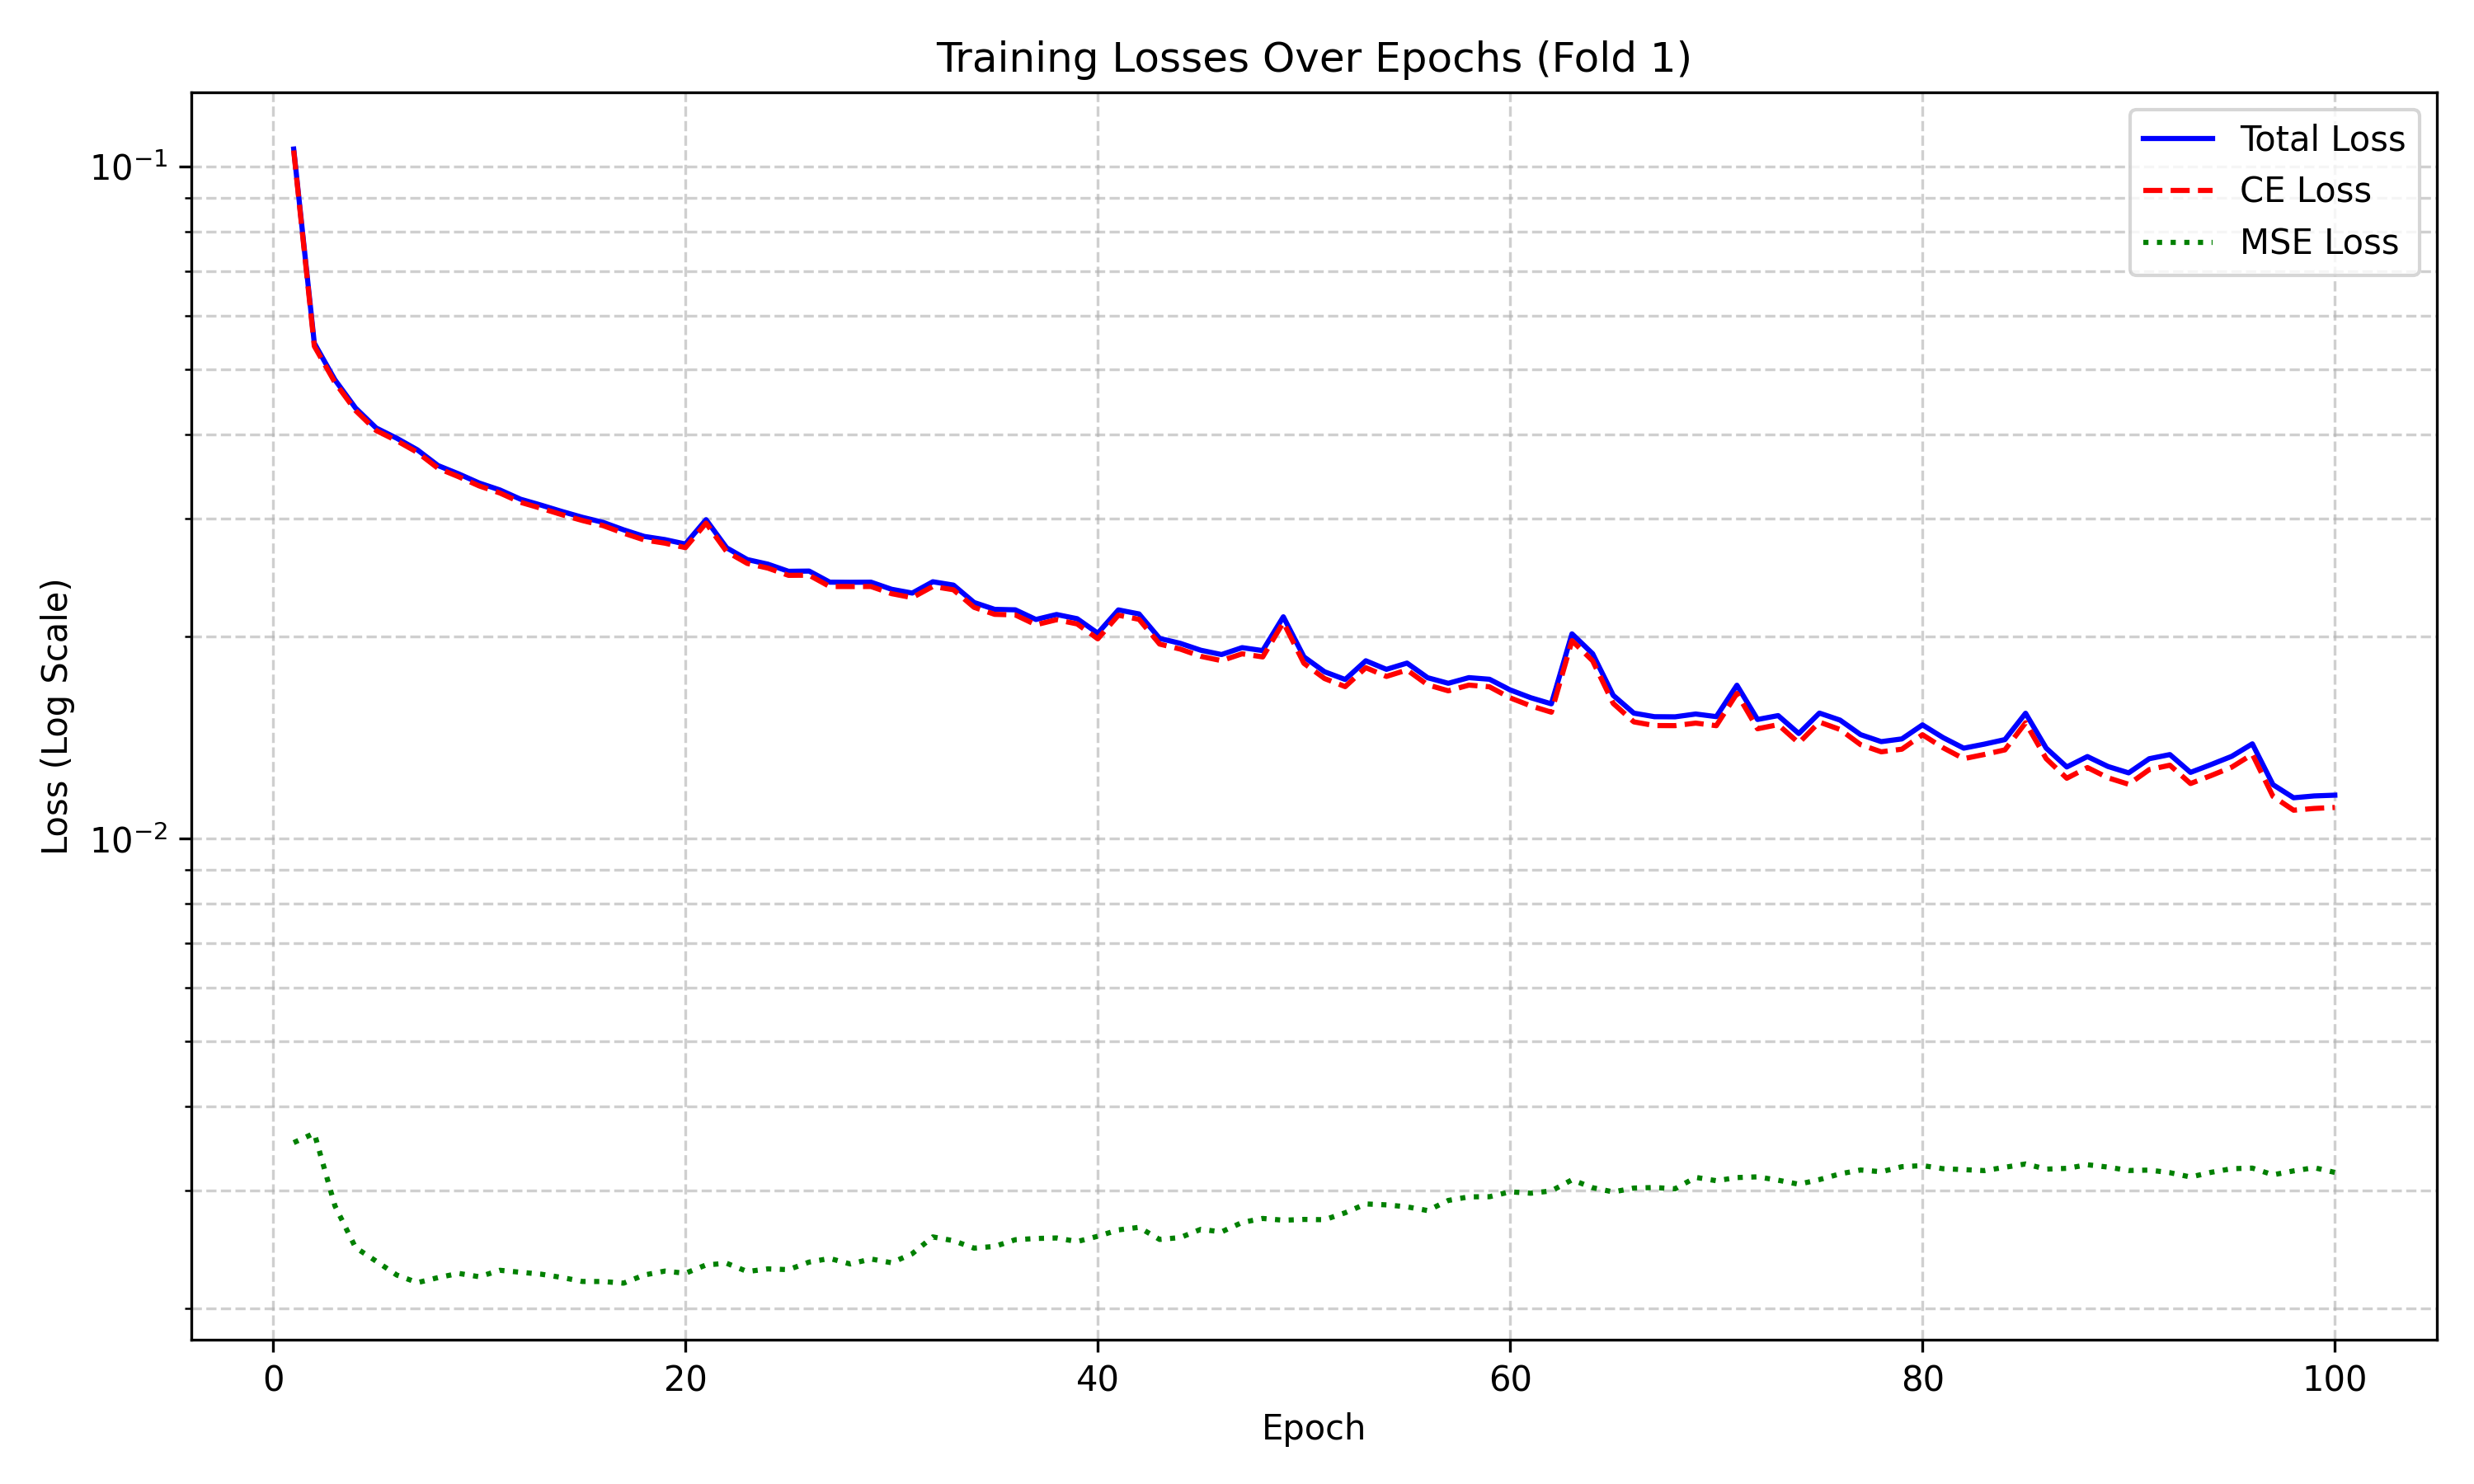 Training Losses Over Epochs (Fold 1)
Total Loss
CE Loss
MSE Loss
Loss (Log Scale)
10⁻¹
10⁻²
0 20 40 60 80 100
Epoch